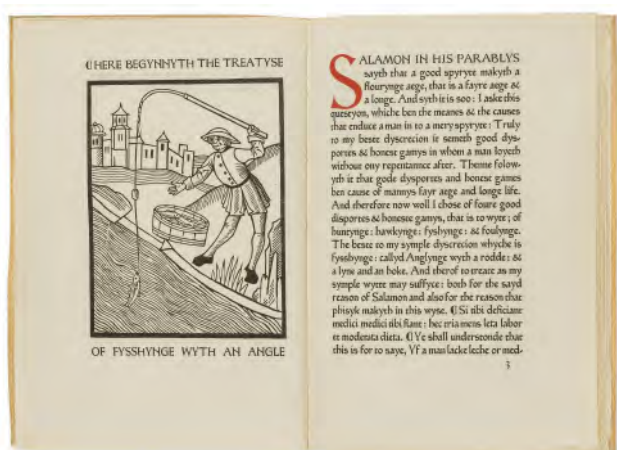 ¶HERE BEGYNNYTH THE TREATYSE
OF FYSSHYNGE WYTH AN ANGLE
SALAMON IN HIS PARABLYS
sayth that a good spyryte makyth a
flourynge aege, that is a fayre aege &
a longe. And syth it is soo: I aske this
questyon, whiche ben the meanes & the causes
that enduce a man in to a mery spyryte: Truly
to my beste dyscrecion it semeth good dys-
portes & honest gamys in whom a man Ioyeth
without ony repentannce after. Thenne folow-
yth it that gode dysportes and honest games
ben cause of mannys fayr aege and longe life.
And therefore now woll I chose of foure good
disportes & honeste gamys, that is to wyte; of
huntynge: hawkynge: fyshynge: & foulynge.
The beste to my symple dyscrecion whyche is
fysshynge: callyd Anglynge wyth a rodde: &
a lyne and an hoke. And therof to treate as my
symple wytte may suffyce: both for the sayd
reason of Salamon and also for the reason that
phisyk makyth in this wyse. ¶Si tibi deficiant
medici medici tibi fiant: hec tria mens leta labor
et moderata dieta. ¶Ye shall understonde that
this is for to saye, Yf a man lacke leche or med-
3